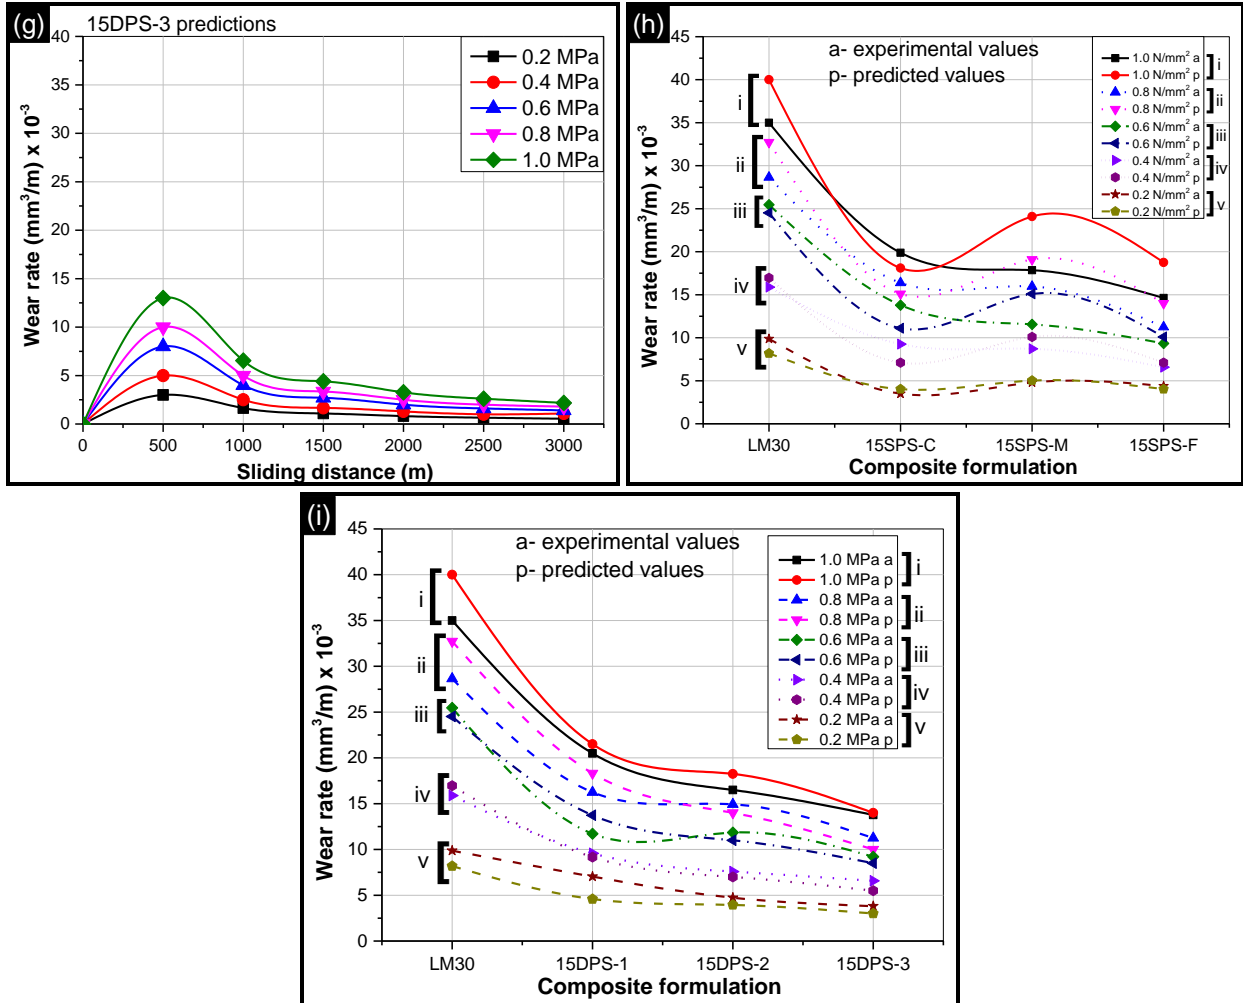 (g)
15DPS-3 predictions
40
35
30
25
20
15
10
5
0
Wear rate (mm³/m) x 10⁻³
0.2 MPa
0.4 MPa
0.6 MPa
0.8 MPa
1.0 MPa
0 500 1000 1500 2000 2500 3000
Sliding distance (m)
(h)
a- experimental values
p- predicted values
45
40
35
30
25
20
15
10
5
0
Wear rate (mm³/m) × 10⁻³
i
ii
iii
iv
v
1.0 N/mm² a
1.0 N/mm² p
i
0.8 N/mm² a
0.8 N/mm² p
ii
0.6 N/mm² a
0.6 N/mm² p
iii
0.4 N/mm² a
0.4 N/mm² p
iv
0.2 N/mm² a
0.2 N/mm² p
v
LM30 15SPS-C 15SPS-M 15SPS-F
Composite formulation
(i)
a- experimental values
p- predicted values
45
40
35
30
25
20
15
10
5
0
Wear rate (mm³/m) x 10⁻³
i
ii
iii
iv
v
1.0 MPa a
1.0 MPa p
i
0.8 MPa a
0.8 MPa p
ii
0.6 MPa a
0.6 MPa p
iii
0.4 MPa a
0.4 MPa p
iv
0.2 MPa a
0.2 MPa p
v
LM30 15DPS-1 15DPS-2 15DPS-3
Composite formulation